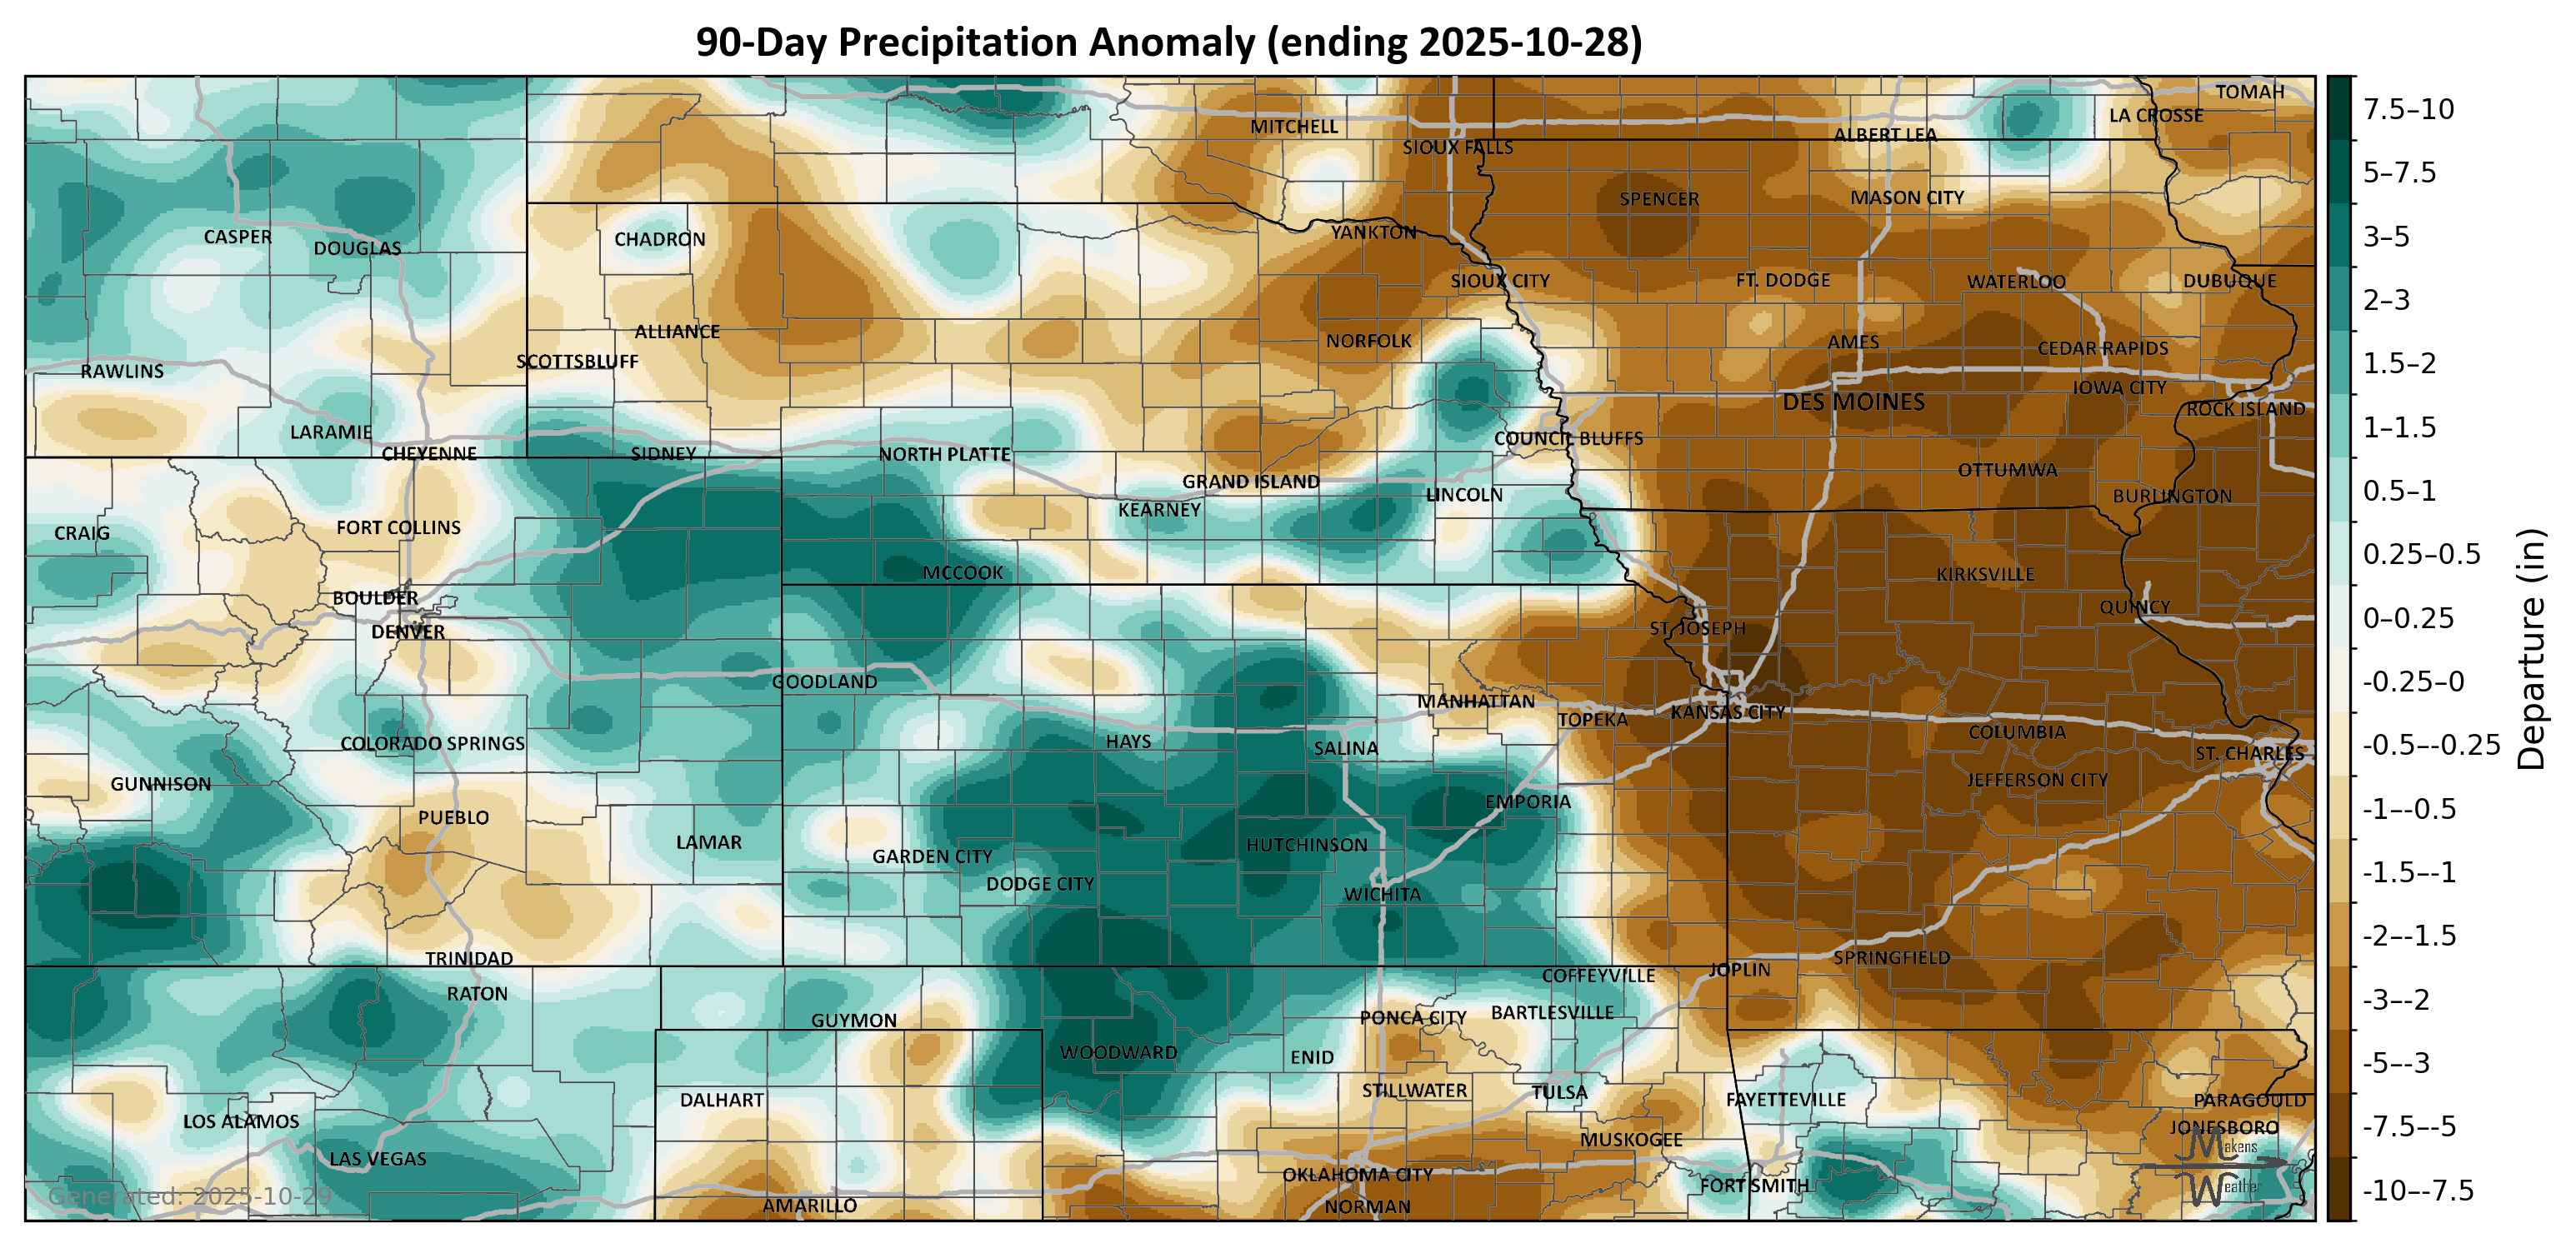 90-Day Precipitation Anomaly (ending 2025-10-28)
TOMAH
LA CROSSE
MITCHELL
ALBERT LEA
SIOUX FALLS
SPENCER
MASON CITY
YANKTON
CASPER
CHADRON
DOUGLAS
SIOUX CITY
FT. DODGE
WATERLOO
DUBUQUE
ALLIANCE
NORFOLK
AMES
CEDAR RAPIDS
SCOTTSBLUFF
RAWLINS
IOWA CITY
DES MOINES
ROCK ISLAND
LARAMIE
COUNCIL BLUFFS
CHEYENNE
SIDNEY
NORTH PLATTE
OTTUMWA
GRAND ISLAND
LINCOLN
BURLINGTON
KEARNEY
CRAIG
FORT COLLINS
MCCOOK
KIRKSVILLE
BOULDER
QUINCY
DENVER
ST. JOSEPH
GOODLAND
MANHATTAN
KANSAS CITY
TOPEKA
COLUMBIA
COLORADO SPRINGS
HAYS
SALINA
ST. CHARLES
GUNNISON
JEFFERSON CITY
EMPORIA
PUEBLO
LAMAR
HUTCHINSON
GARDEN CITY
DODGE CITY
WICHITA
TRINIDAD
SPRINGFIELD
JOPLIN
COFFEYVILLE
RATON
BARTLESVILLE
PONCA CITY
GUYMON
WOODWARD
ENID
STILLWATER
TULSA
DALHART
FAYETTEVILLE
PARAGOULD
LOS ALAMOS
JONESBORO
MUSKOGEE
LAS VEGAS
OKLAHOMA CITY
FORT SMITH
AMARILLO
NORMAN
Makens
Weather
Generated: 2025-10-29
7.5–10
5–7.5
3–5
2–3
1.5–2
1–1.5
0.5–1
0.25–0.5
0–0.25
-0.25–0
-0.5–-0.25
-1–-0.5
-1.5–-1
-2–-1.5
-3–-2
-5–-3
-7.5–-5
-10–-7.5
Departure (in)